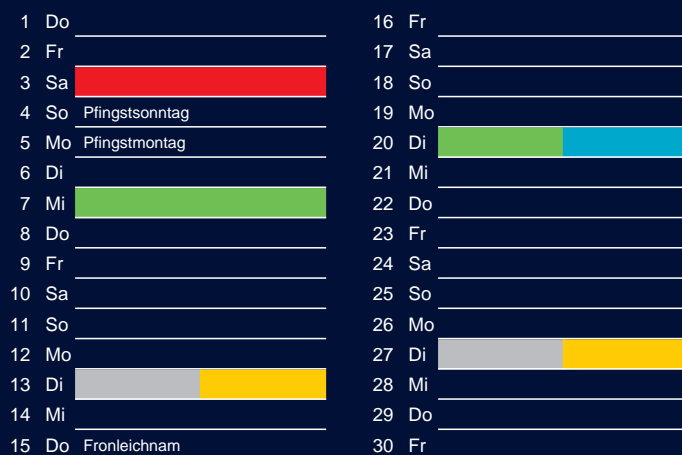 1 Do
2 Fr
3 Sa
4 So Pfingstsonntag
5 Mo Pfingstmontag
6 Di
7 Mi
8 Do
9 Fr
10 Sa
11 So
12 Mo
13 Di
14 Mi
15 Do Fronleichnam
16 Fr
17 Sa
18 So
19 Mo
20 Di
21 Mi
22 Do
23 Fr
24 Sa
25 So
26 Mo
27 Di
28 Mi
29 Do
30 Fr